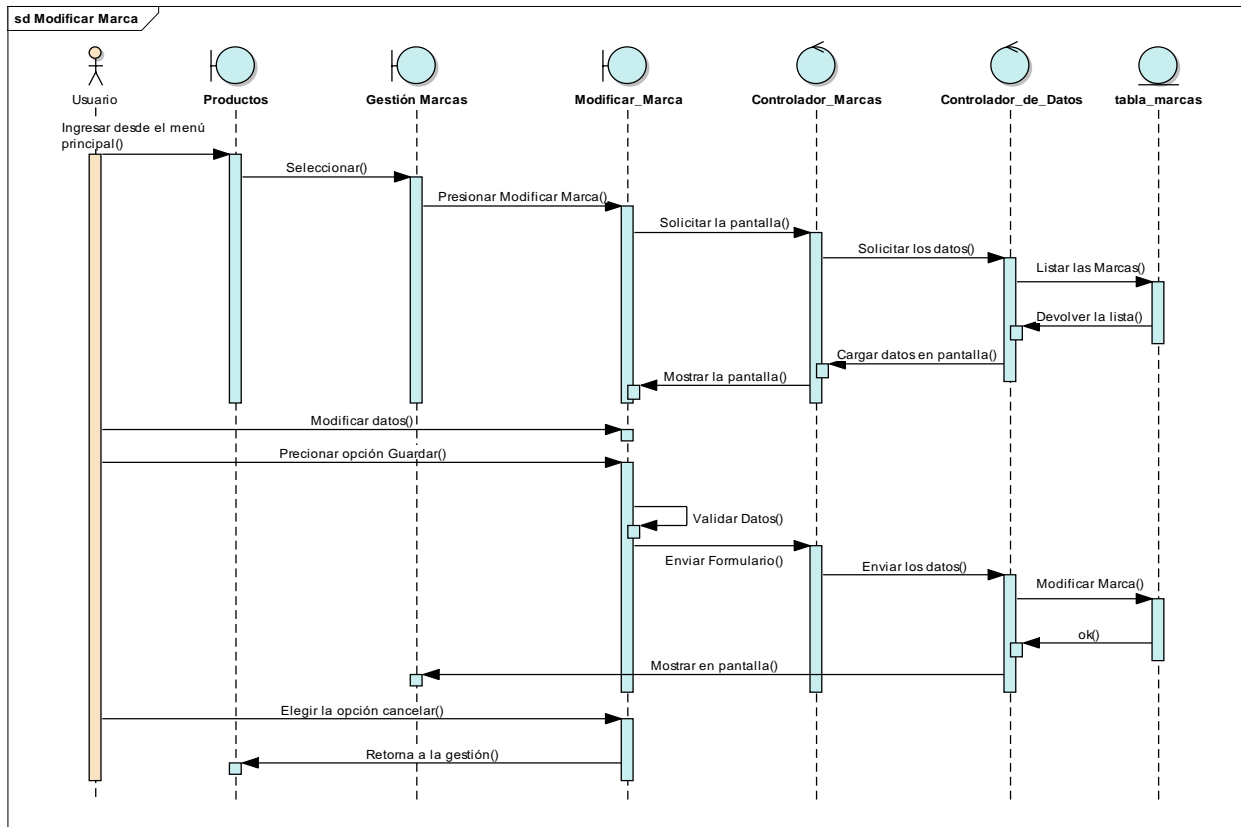 sd Modificar Marca
Usuario
Productos
Gestión Marcas
Modificar_Marca
Controlador_Marcas
Controlador_de_Datos
tabla_marcas
Ingresar desde el menú
principal()
Seleccionar()
Presionar Modificar Marca()
Solicitar la pantalla()
Solicitar los datos()
Listar las Marcas()
Devolver la lista()
Cargar datos en pantalla()
Mostrar la pantalla()
Modificar datos()
Precionar opción Guardar()
Validar Datos()
Enviar Formulario()
Enviar los datos()
Modificar Marca()
ok()
Mostrar en pantalla()
Elegir la opción cancelar()
Retorna a la gestión()